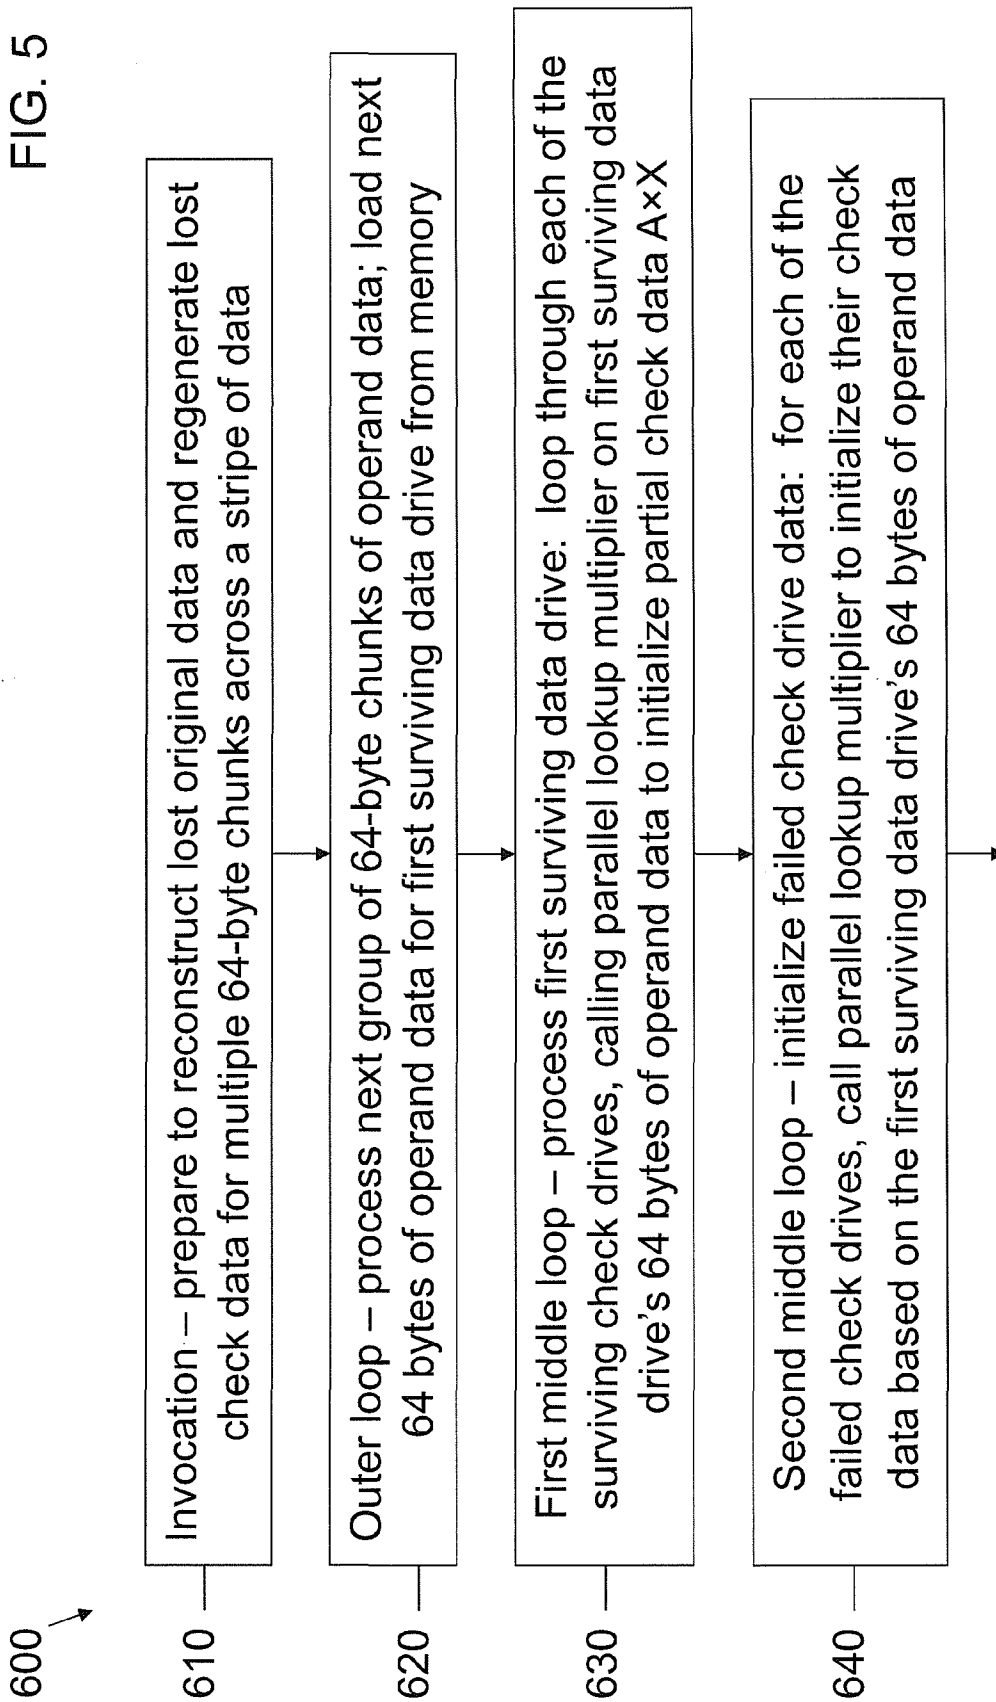 FIG. 5
600
610
Invocation – prepare to reconstruct lost original data and regenerate lost
check data for multiple 64-byte chunks across a stripe of data
620
Outer loop – process next group of 64-byte chunks of operand data; load next
64 bytes of operand data for first surviving data drive from memory
630
First middle loop – process first surviving data drive: loop through each of the
surviving check drives, calling parallel lookup multiplier on first surviving data
drive's 64 bytes of operand data to initialize partial check data A×X
640
Second middle loop – initialize failed check drive data: for each of the
failed check drives, call parallel lookup multiplier to initialize their check
data based on the first surviving data drive's 64 bytes of operand data